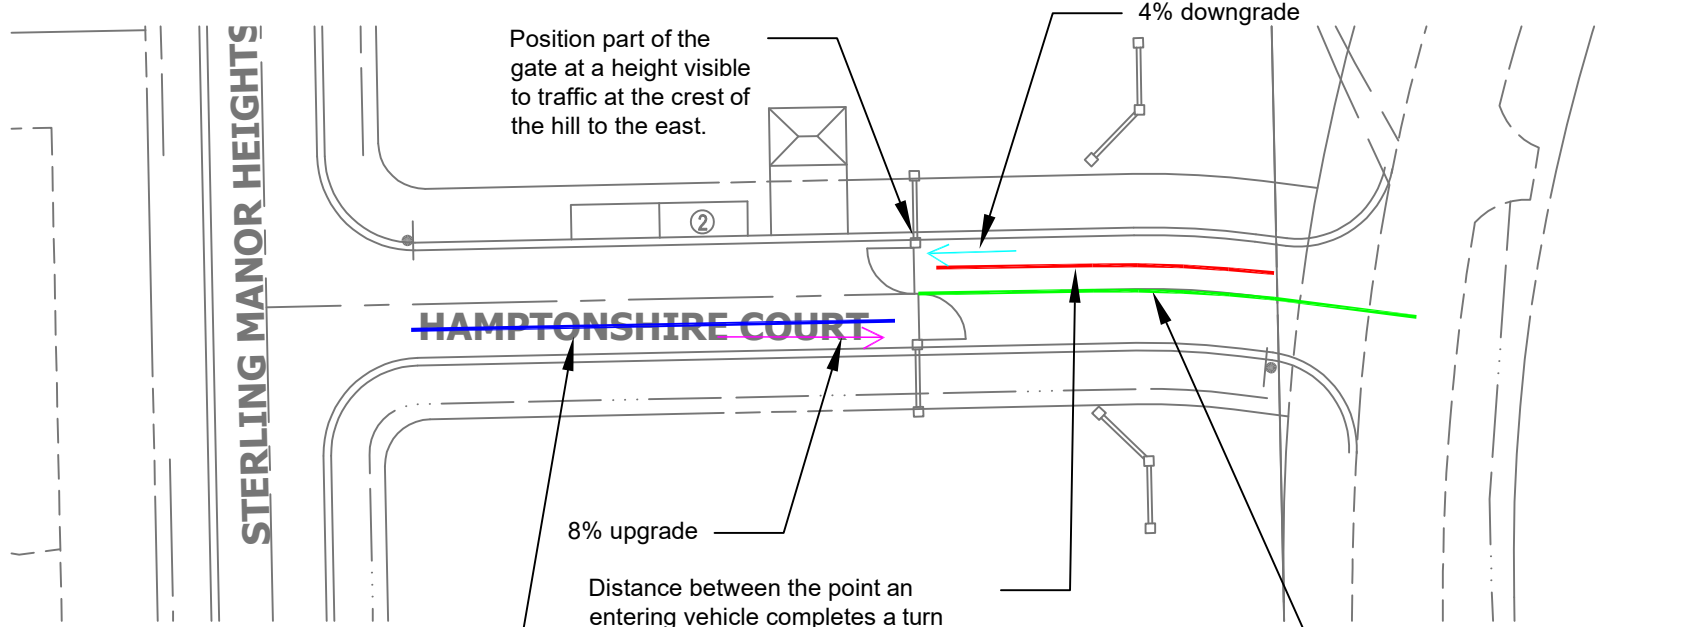 4% downgrade
Position part of the
gate at a height visible
to traffic at the crest of
the hill to the east.
STERLING MANOR HEIGHTS
2
HAMPTONSHIRE COURT
8% upgrade
Distance between the point an
entering vehicle completes a turn